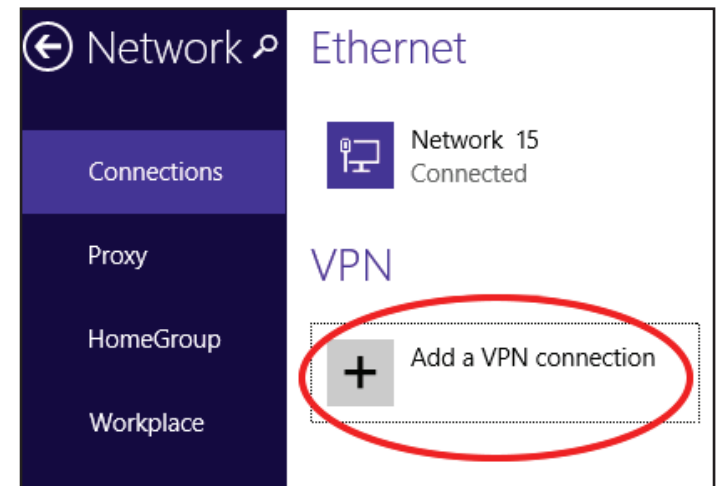 Network
Connections
Proxy
HomeGroup
Workplace
Ethernet
Network 15
Connected
VPN
Add a VPN connection